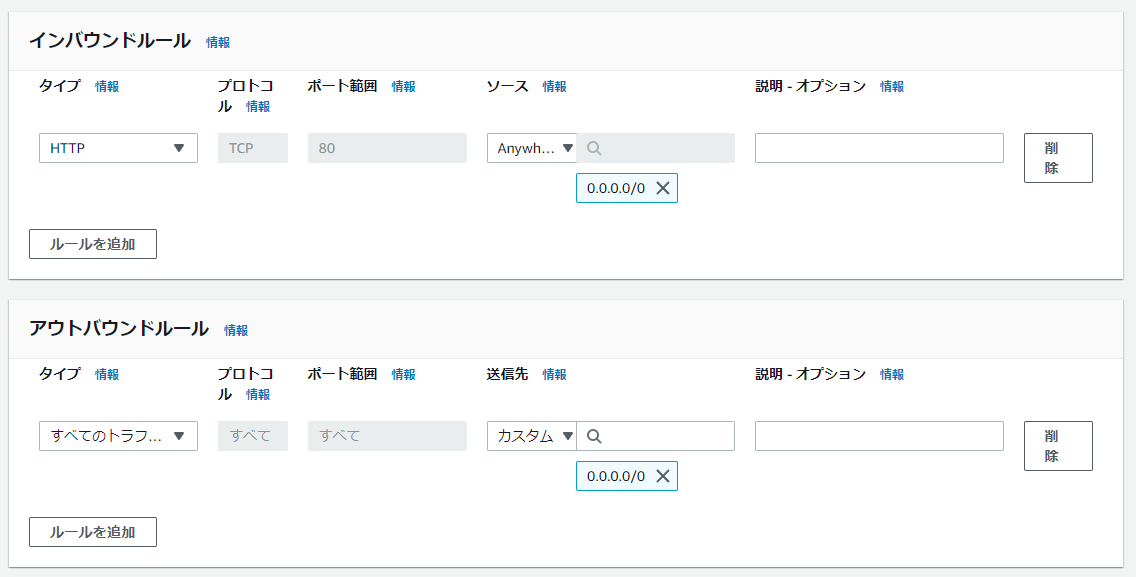 インバウンドルール 情報
タイプ 情報 プロトコル 情報 ポート範囲 情報 ソース 情報 説明 - オプション 情報
HTTP TCP 80 Anywh... 削除
0.0.0.0/0
ルールを追加
アウトバウンドルール 情報
タイプ 情報 プロトコル 情報 ポート範囲 情報 送信先 情報 説明 - オプション 情報
すべてのトラフ... すべて すべて カスタム 削除
0.0.0.0/0
ルールを追加